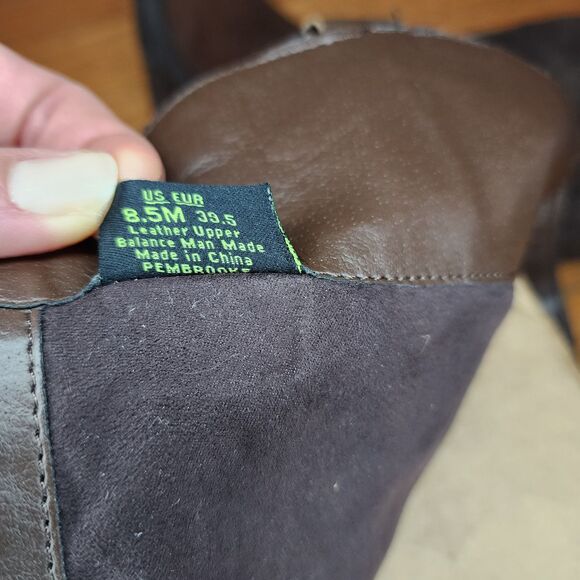 US EUR
8.5M 39.5
Leather Upper
Balance Man Made
Made in China
PEMBROOKE